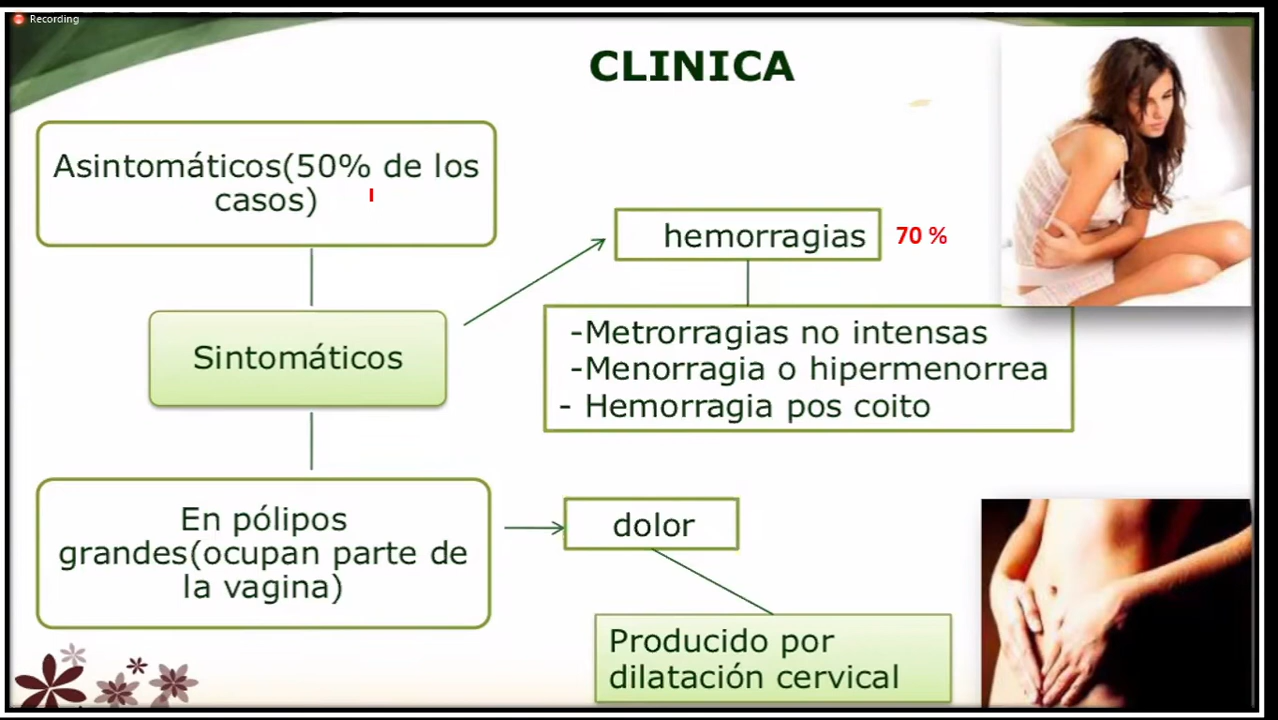 Recording
CLINICA
Asintomáticos(50% de los
casos)
hemorragias
70 %
Sintomáticos
-Metrorragias no intensas
-Menorragia o hipermenorrea
- Hemorragia pos coito
En pólipos
grandes(ocupan parte de
la vagina)
dolor
Producido por
dilatación cervical